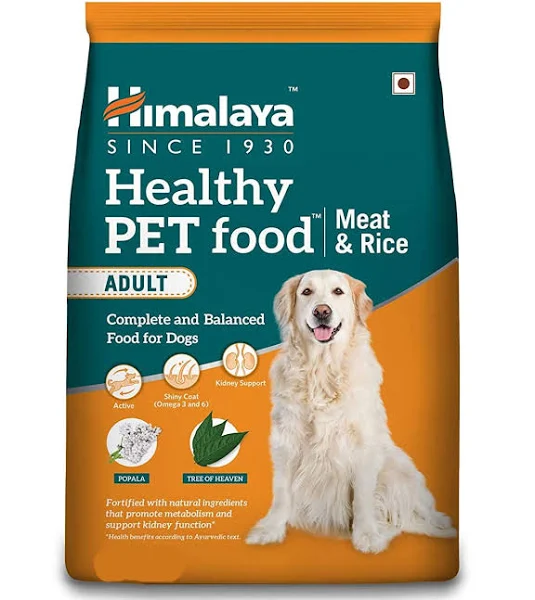 Himalaya™
SINCE 1930
Healthy
PET food™
Meat
& Rice
ADULT
Complete and Balanced
Food for Dogs
Active
Shiny Coat
(Omega 3 and 6)
Kidney Support
POPALA
TREE OF HEAVEN
Fortified with natural ingredients
that promote metabolism and
support kidney function*
*Health benefits according to Ayurvedic text.